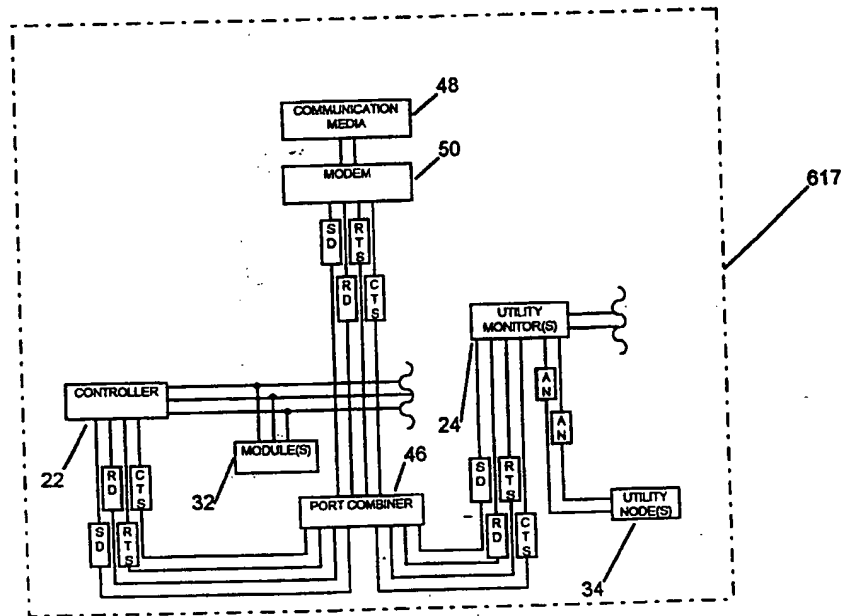 48
COMMUNICATION
MEDIA
50
MODEM
617
SD
RTS
RD
CTS
UTILITY
MONITOR(S)
CONTROLLER
24
AN
AN
MODULE(S)
22
32
46
CTS
RD
SD
RTS
PORT COMBINER
SD
RTS
RD
CTS
UTILITY
NODE(S)
34